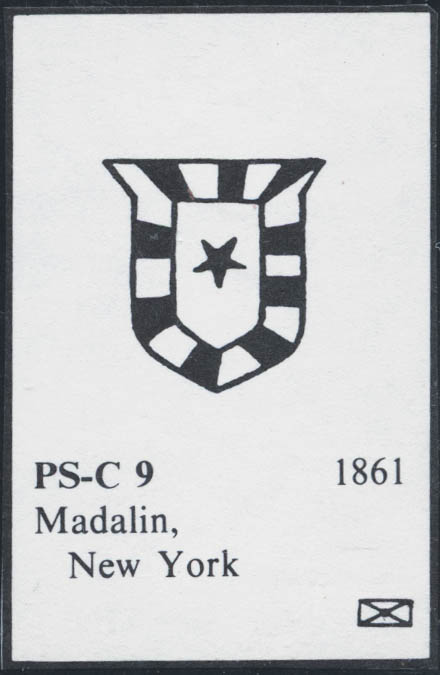 PS-C 9 1861
Madalin,
New York